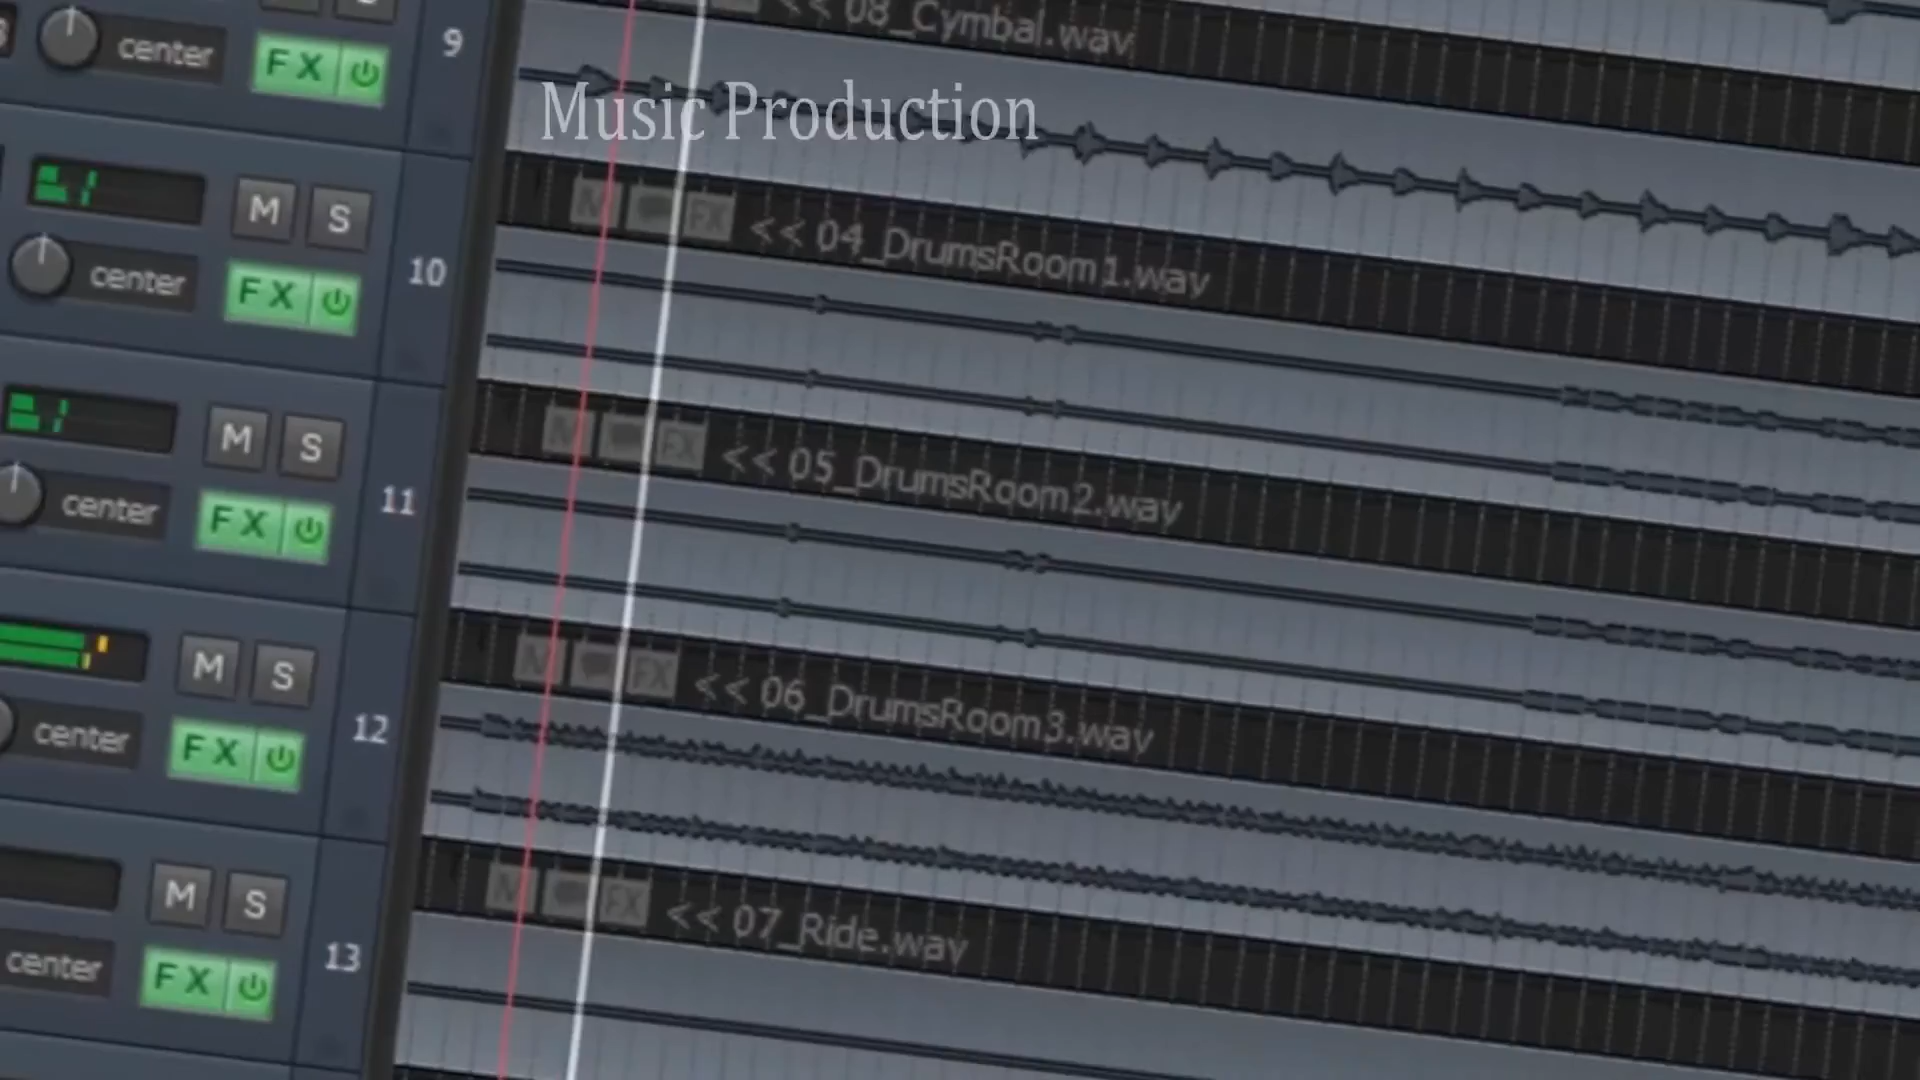 center FX 9 << 08_Cymbal.wav
Music Production
M S
center FX 10 << 04_DrumsRoom1.wav
M S
center FX 11 << 05_DrumsRoom2.wav
M S
center FX 12 << 06_DrumsRoom3.wav
M S
center FX 13 << 07_Ride.wav